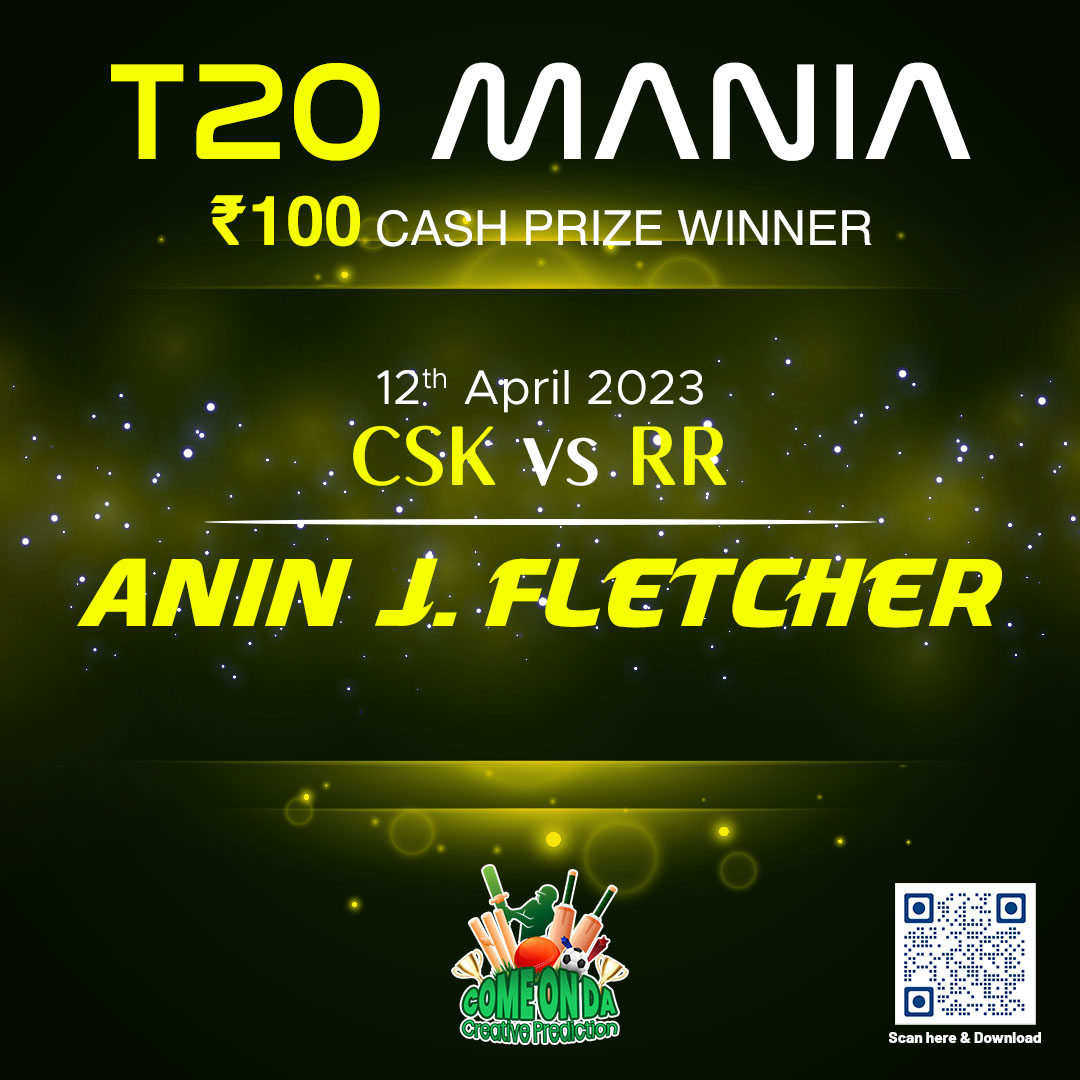 T20 MANIA
₹100 CASH PRIZE WINNER
12th April 2023
CSK vs RR
ANIN J. FLETCHER
COME ON DA
Creative Prediction
Scan here & Download